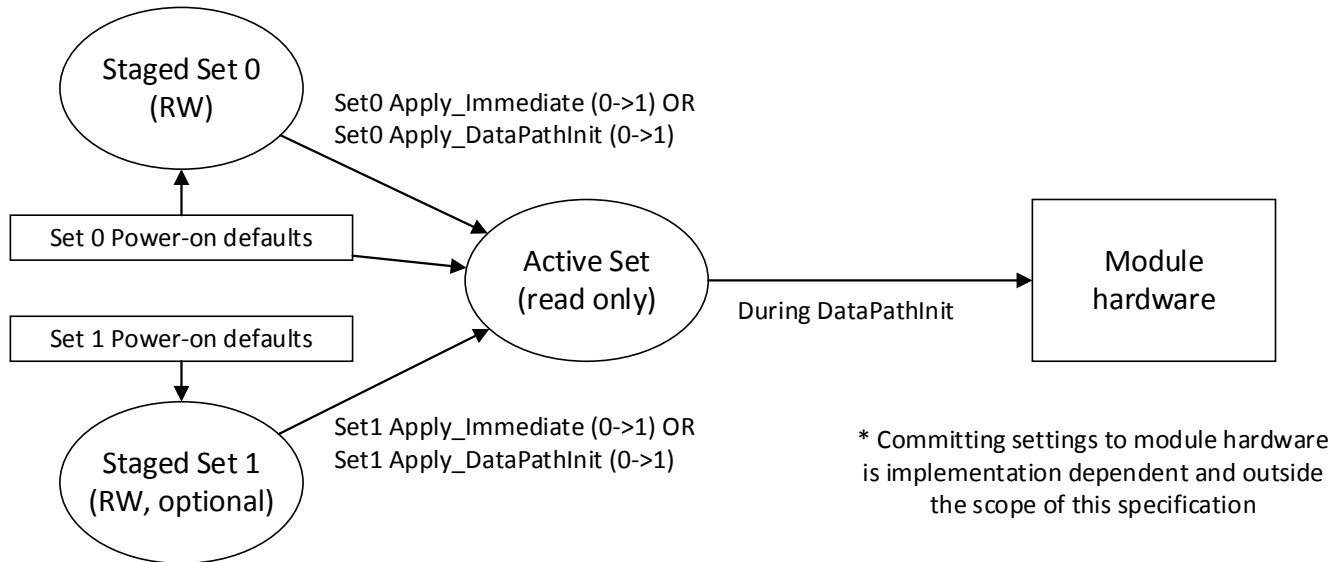 Staged Set 0
(RW)
Set0 Apply_Immediate (0->1) OR
Set0 Apply_DataPathInit (0->1)
Set 0 Power-on defaults
Active Set
(read only)
Module
hardware
During DataPathInit
Set 1 Power-on defaults
Set1 Apply_Immediate (0->1) OR
Set1 Apply_DataPathInit (0->1)
Staged Set 1
(RW, optional)
* Committing settings to module hardware
is implementation dependent and outside
the scope of this specification